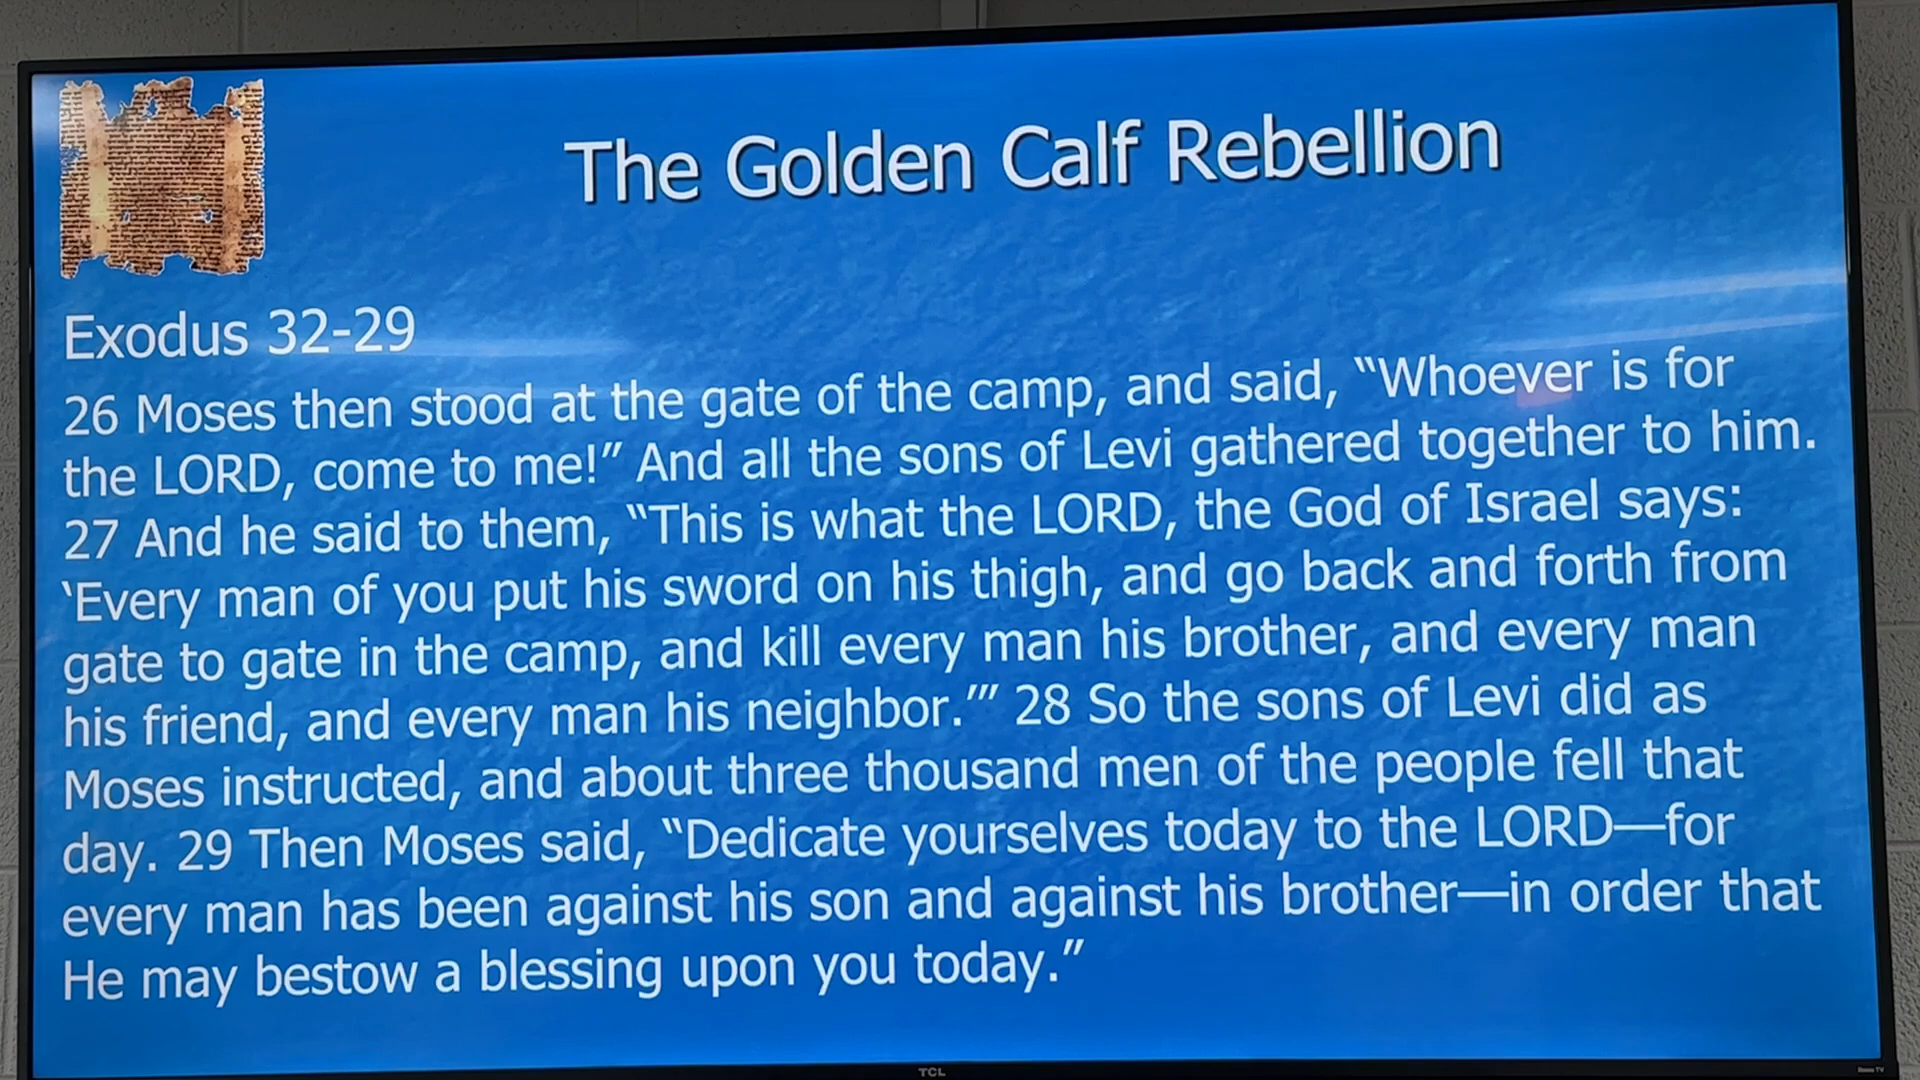 The Golden Calf Rebellion
Exodus 32-29
26 Moses then stood at the gate of the camp, and said, “Whoever is for
the LORD, come to me!” And all the sons of Levi gathered together to him.
27 And he said to them, “This is what the LORD, the God of Israel says:
‘Every man of you put his sword on his thigh, and go back and forth from
gate to gate in the camp, and kill every man his brother, and every man
his friend, and every man his neighbor.’” 28 So the sons of Levi did as
Moses instructed, and about three thousand men of the people fell that
day. 29 Then Moses said, “Dedicate yourselves today to the LORD—for
every man has been against his son and against his brother—in order that
He may bestow a blessing upon you today.”
TCL
Roku TV